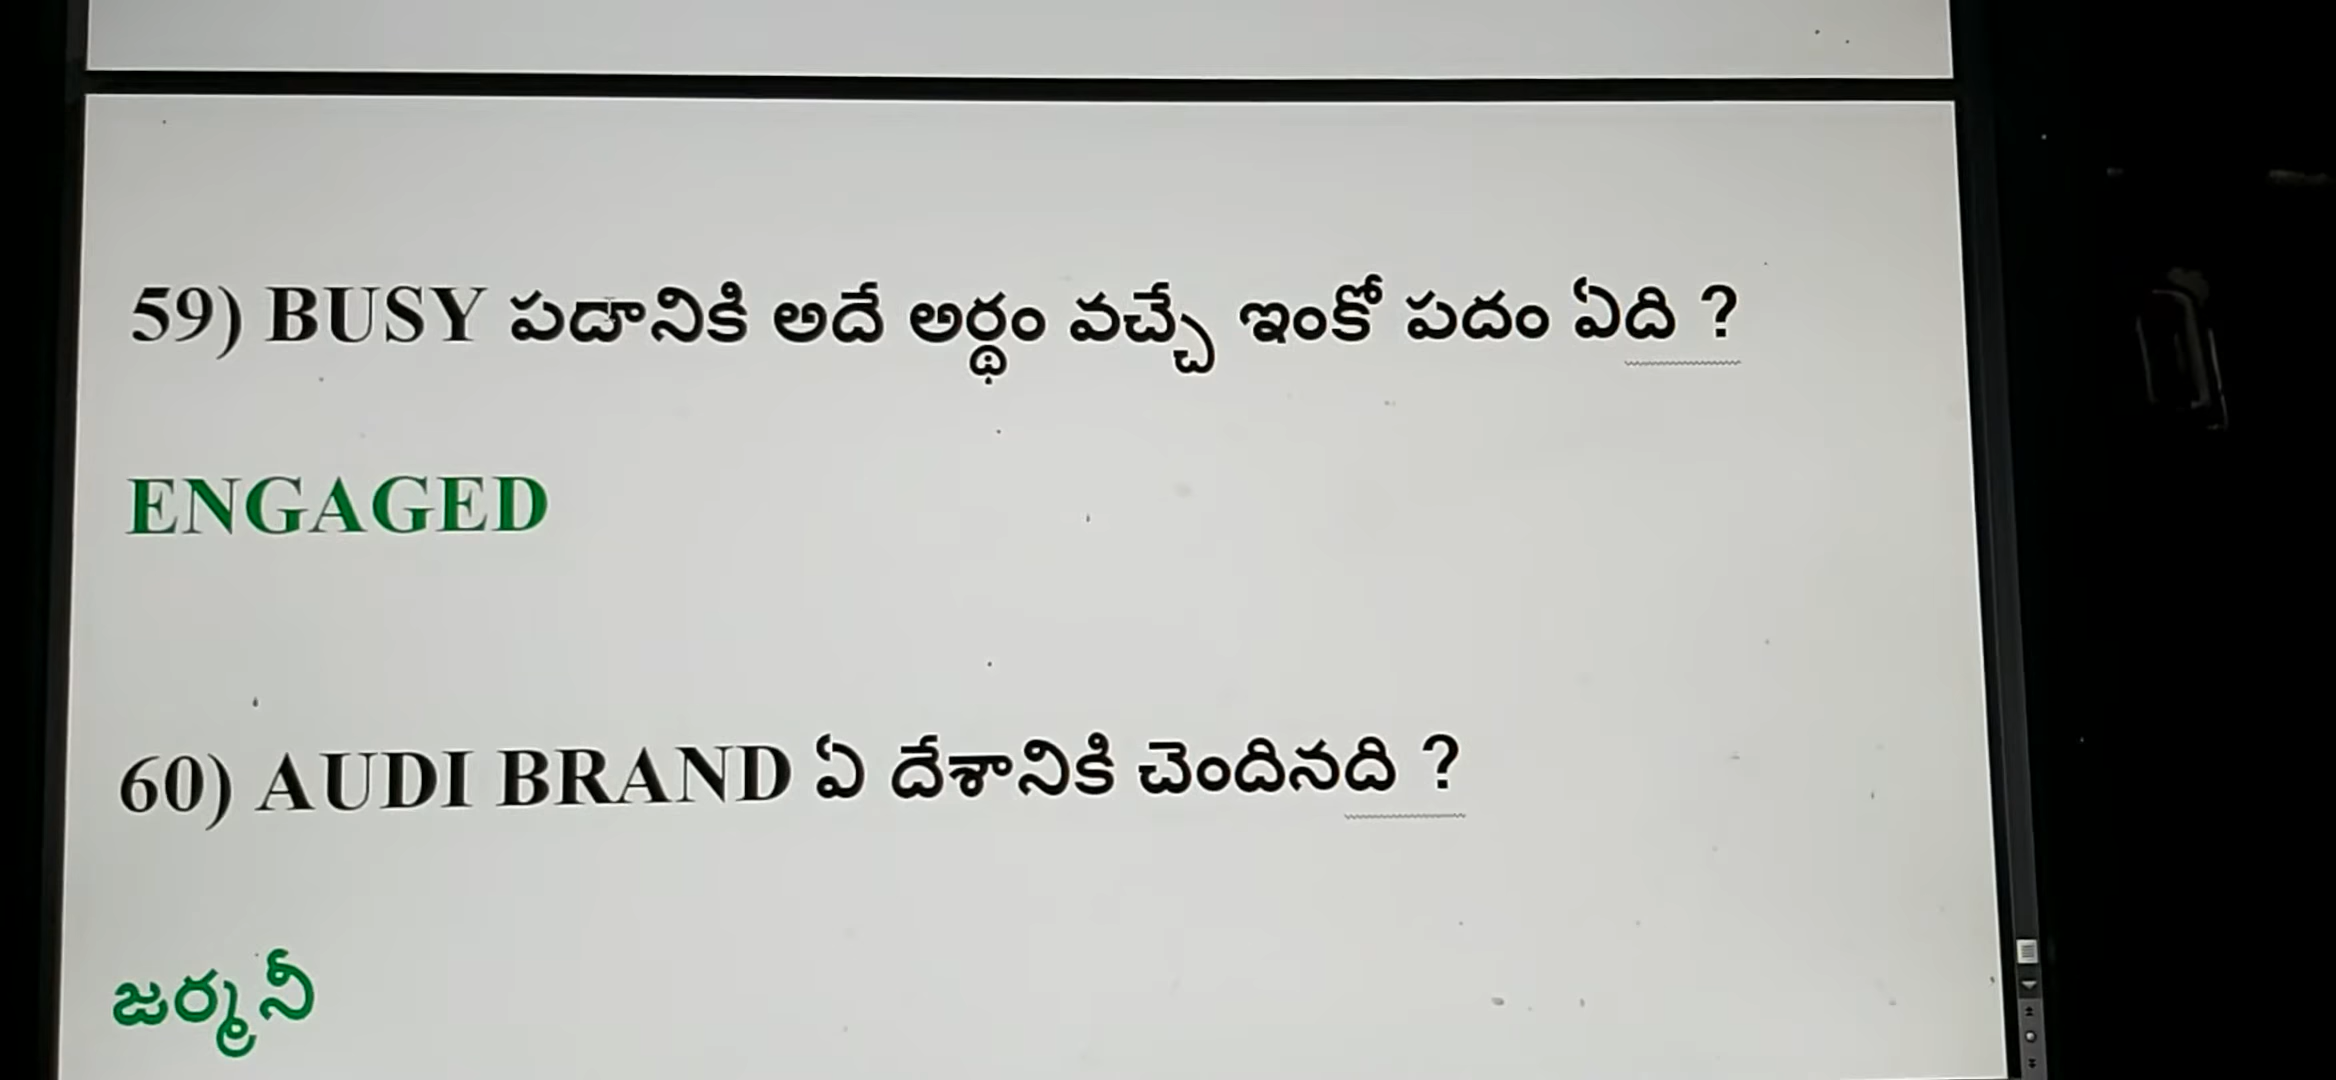 59) BUSY పదానికి అదే అర్థం వచ్చే ఇంకో పదం ఏది ?
ENGAGED
60) AUDI BRAND ఏ దేశానికి చెందినది ?
జర్మనీ